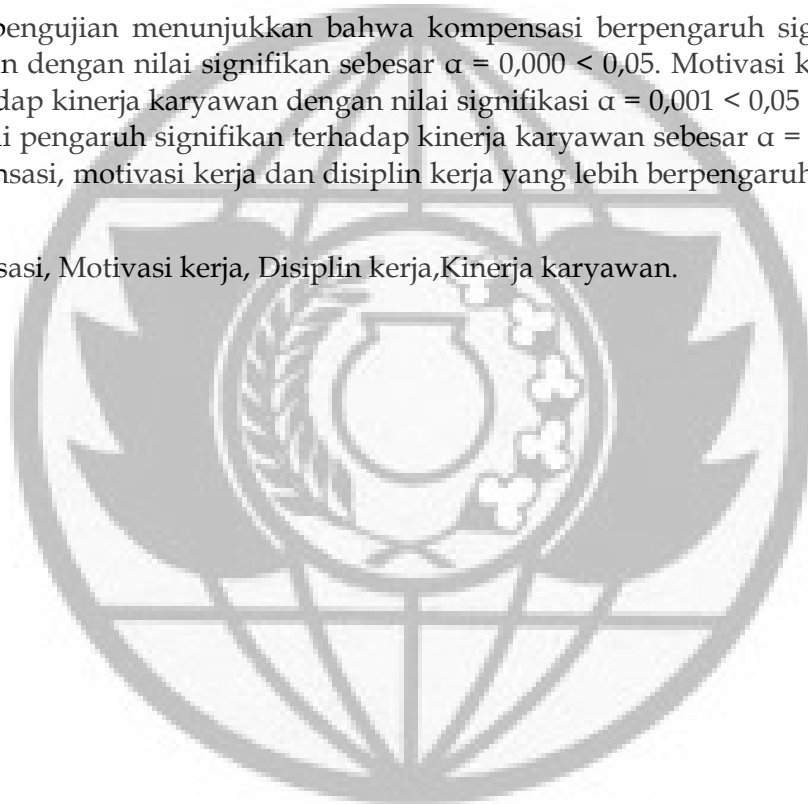 pengujian menunjukkan bahwa kompensasi berpengaruh sig
n dengan nilai signifikan sebesar α = 0,000 < 0,05. Motivasi k
dap kinerja karyawan dengan nilai signifikasi α = 0,001 < 0,05
i pengaruh signifikan terhadap kinerja karyawan sebesar α =
nsasi, motivasi kerja dan disiplin kerja yang lebih berpengaruh
sasi, Motivasi kerja, Disiplin kerja,Kinerja karyawan.